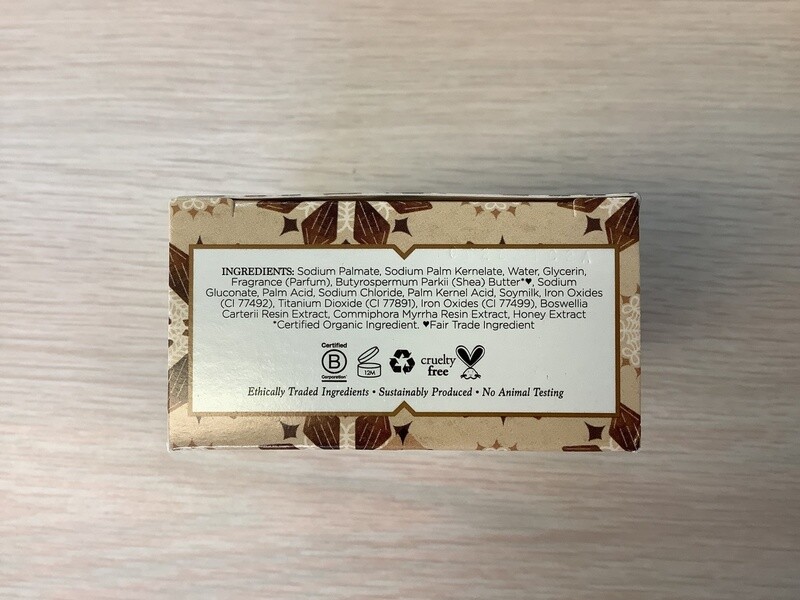 INGREDIENTS: Sodium Palmate, Sodium Palm Kernelate, Water, Glycerin,
Fragrance (Parfum), Butyrospermum Parkii (Shea) Butter*♥, Sodium
Gluconate, Palm Acid, Sodium Chloride, Palm Kernel Acid, Soymilk, Iron Oxides
(CI 77492), Titanium Dioxide (CI 77891), Iron Oxides (CI 77499), Boswellia
Carterii Resin Extract, Commiphora Myrrha Resin Extract, Honey Extract
*Certified Organic Ingredient. ♥Fair Trade Ingredient
Certified
B
Corporation
12M
cruelty
free
Ethically Traded Ingredients • Sustainably Produced • No Animal Testing